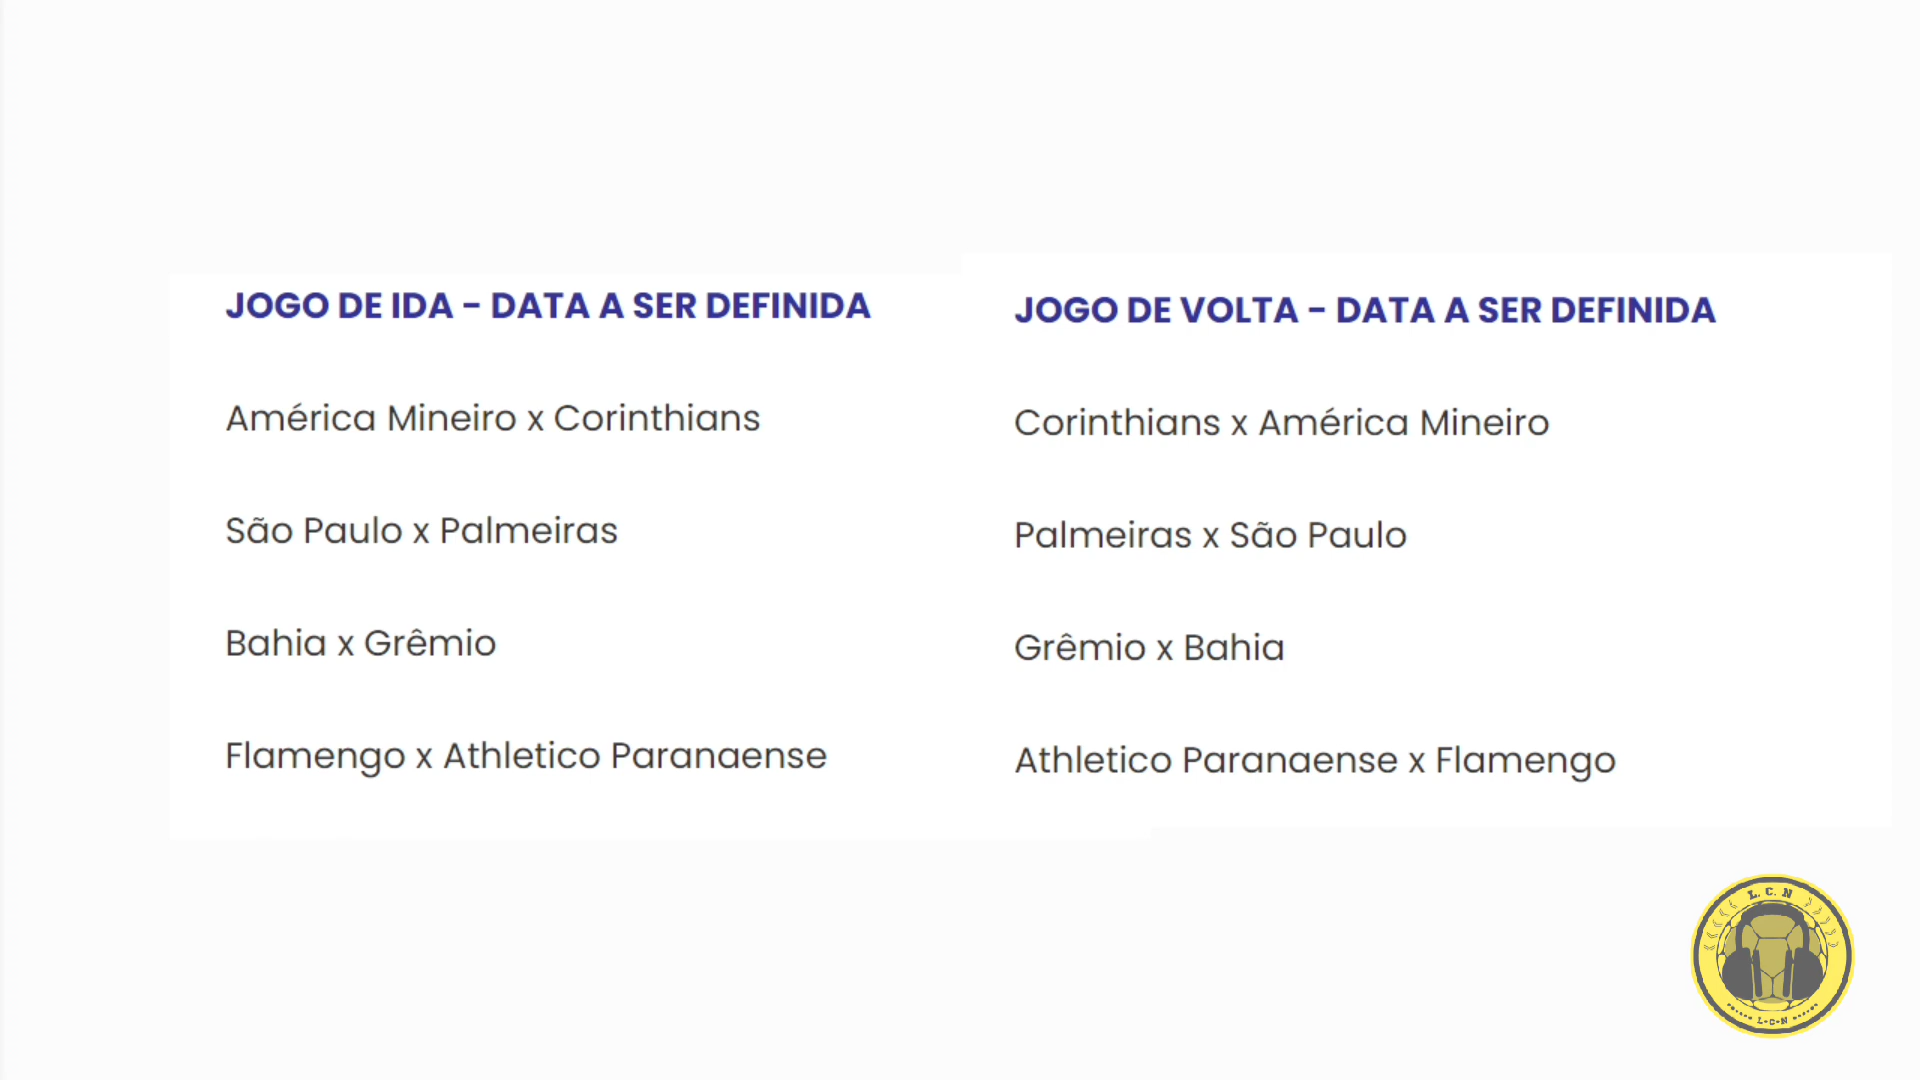 JOGO DE IDA - DATA A SER DEFINIDA
América Mineiro x Corinthians
São Paulo x Palmeiras
Bahia x Grêmio
Flamengo x Athletico Paranaense
JOGO DE VOLTA - DATA A SER DEFINIDA
Corinthians x América Mineiro
Palmeiras x São Paulo
Grêmio x Bahia
Athletico Paranaense x Flamengo
L. C. N
L-C-N